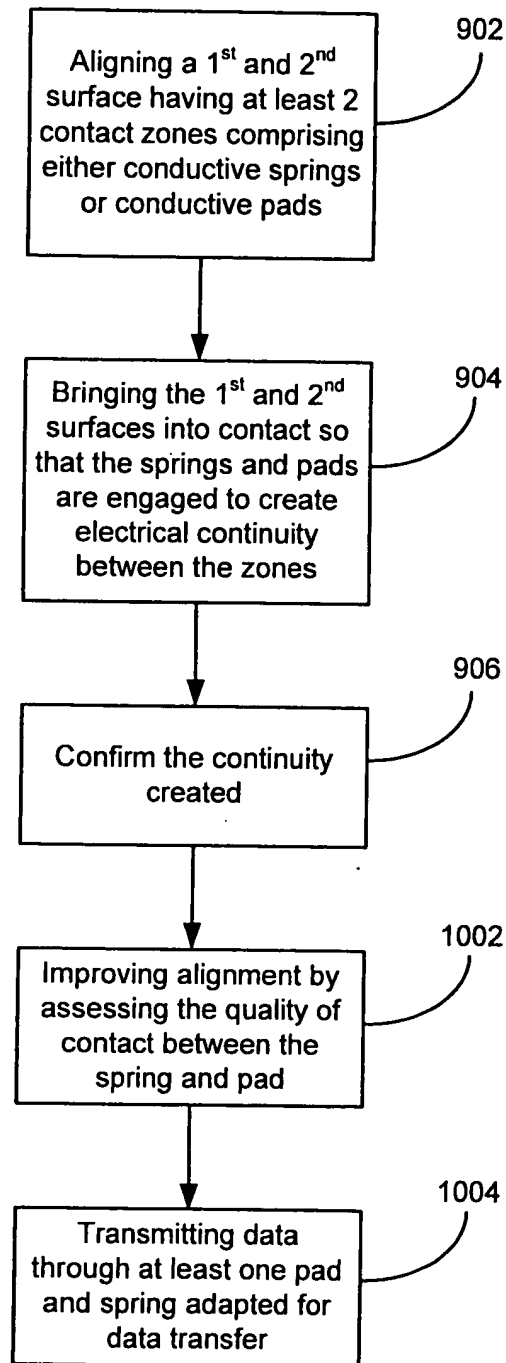 902
Aligning a 1st and 2nd
surface having at least 2
contact zones comprising
either conductive springs
or conductive pads
904
Bringing the 1st and 2nd
surfaces into contact so
that the springs and pads
are engaged to create
electrical continuity
between the zones
906
Confirm the continuity
created
1002
Improving alignment by
assessing the quality of
contact between the
spring and pad
1004
Transmitting data
through at least one pad
and spring adapted for
data transfer